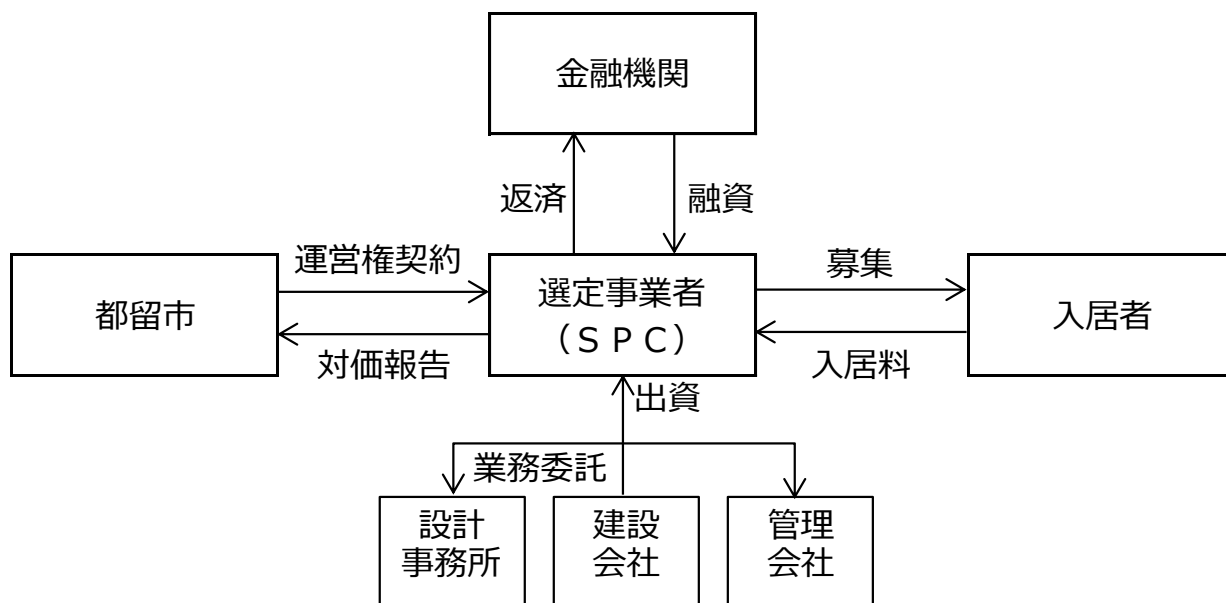 金融機関
返済
融資
運営権契約
募集
都留市
選定事業者
（ＳＰＣ）
入居者
対価報告
入居料
出資
業務委託
設計
事務所
建設
会社
管理
会社